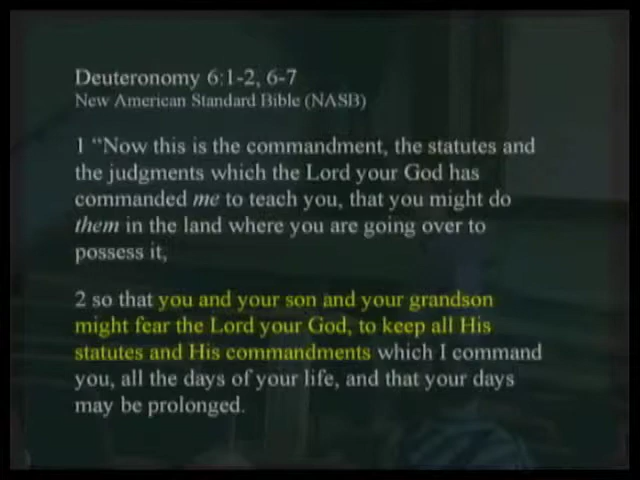 Deuteronomy 6:1-2, 6-7
New American Standard Bible (NASB)
1 “Now this is the commandment, the statutes and
the judgments which the Lord your God has
commanded me to teach you, that you might do
them in the land where you are going over to
possess it,
2 so that you and your son and your grandson
might fear the Lord your God, to keep all His
statutes and His commandments which I command
you, all the days of your life, and that your days
may be prolonged.